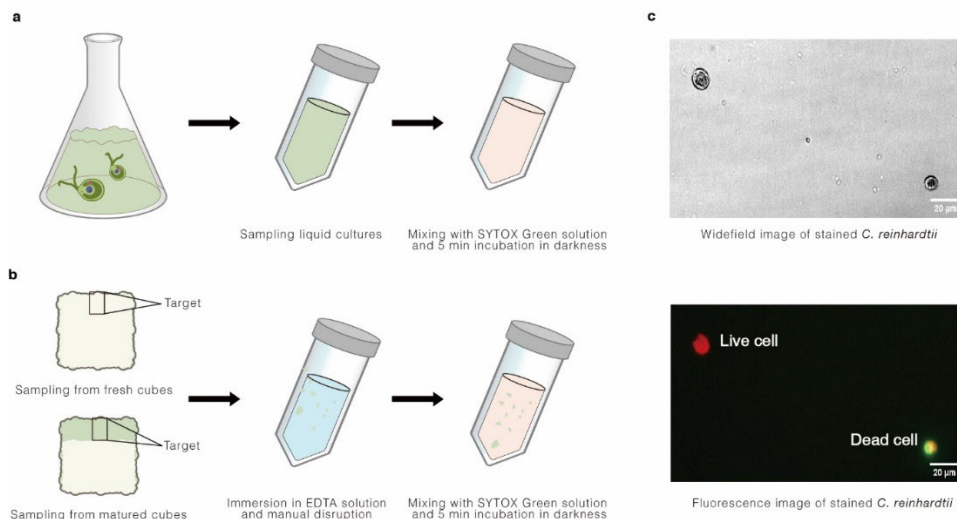 a
Sampling liquid cultures
Mixing with SYTOX Green solution
and 5 min incubation in darkness
b
Target
Sampling from fresh cubes
Target
Sampling from matured cubes
Immersion in EDTA solution
and manual disruption
Mixing with SYTOX Green solution
and 5 min incubation in darkness
c
20 µm
Widefield image of stained C. reinhardtii
Live cell
Dead cell
20 µm
Fluorescence image of stained C. reinhardtii